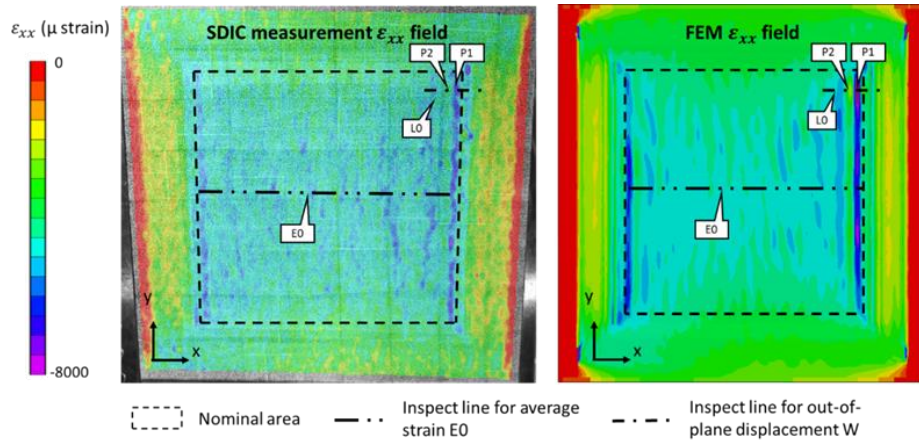 ε_xx (μ strain)
0
-8000
SDIC measurement ε_xx field
P2
P1
L0
E0
y
x
FEM ε_xx field
P2
P1
L0
E0
y
x
Nominal area
Inspect line for average
strain E0
Inspect line for out-of-
plane displacement W